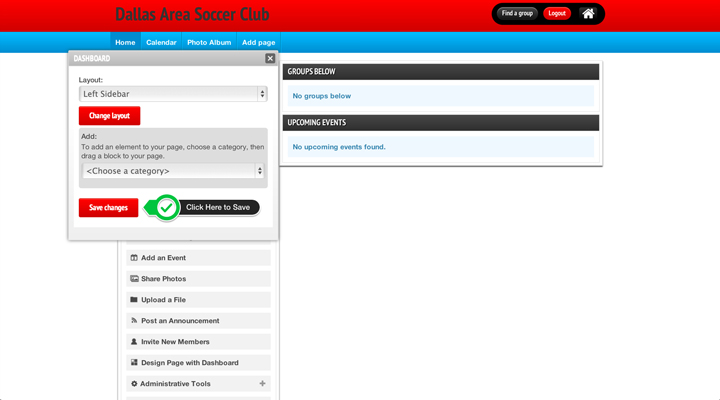 Dallas Area Soccer Club
Find a group
Logout
Home
Calendar
Photo Album
Add page
DASHBOARD
Layout:
Left Sidebar
Change layout
Add:
To add an element to your page, choose a category, then
drag a block to your page.
<Choose a category>
Save changes
Click Here to Save
GROUPS BELOW
No groups below
UPCOMING EVENTS
No upcoming events found.
Add an Event
Share Photos
Upload a File
Post an Announcement
Invite New Members
Design Page with Dashboard
Administrative Tools